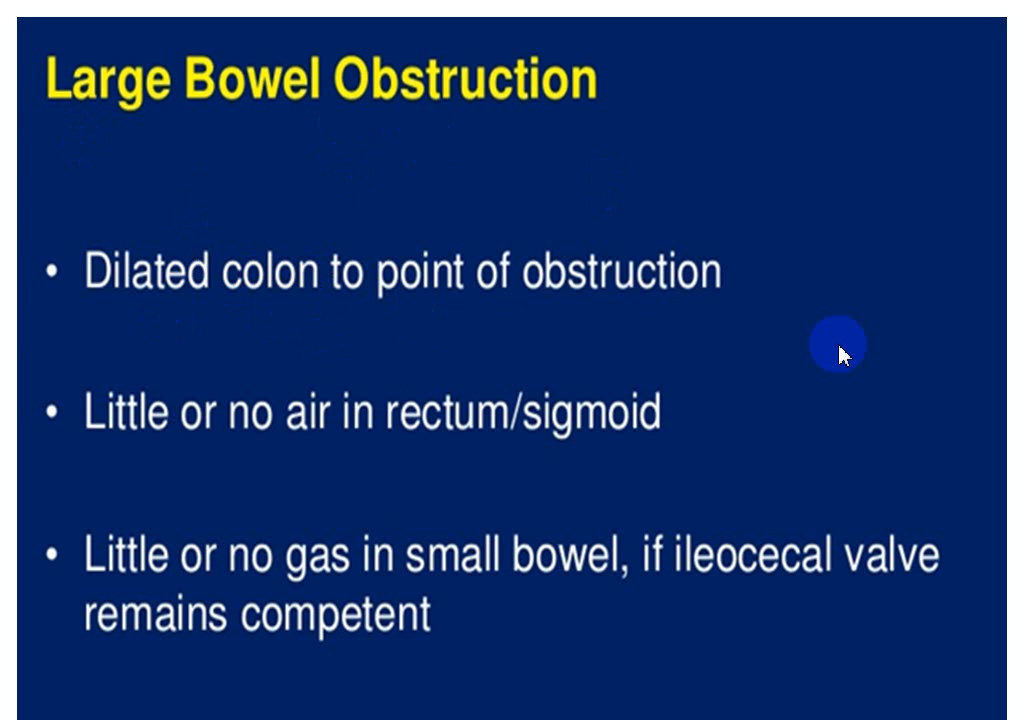 Large Bowel Obstruction
• Dilated colon to point of obstruction
• Little or no air in rectum/sigmoid
• Little or no gas in small bowel, if ileocecal valve
remains competent